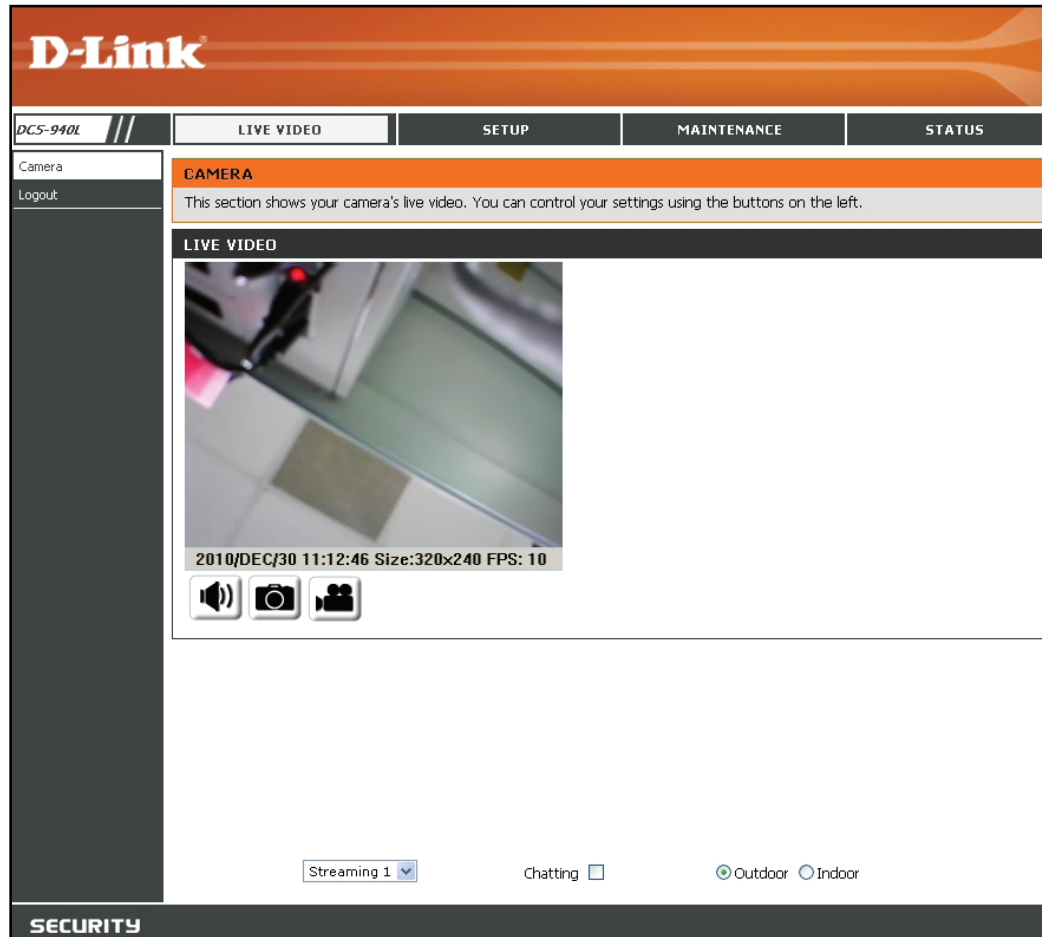 D-Link®
DCS-940L
LIVE VIDEO
SETUP
MAINTENANCE
STATUS
Camera
Logout
CAMERA
This section shows your camera's live video. You can control your settings using the buttons on the left.
LIVE VIDEO
2010/DEC/30 11:12:46 Size:320x240 FPS: 10
Streaming 1
Chatting
Outdoor
Indoor
SECURITY